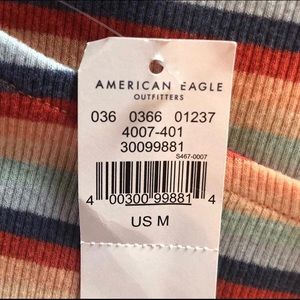 AMERICAN EAGLE
OUTFITTERS
036 0366 01237
4007-401
30099881
S467-0007
4 00300 99881 4
US M